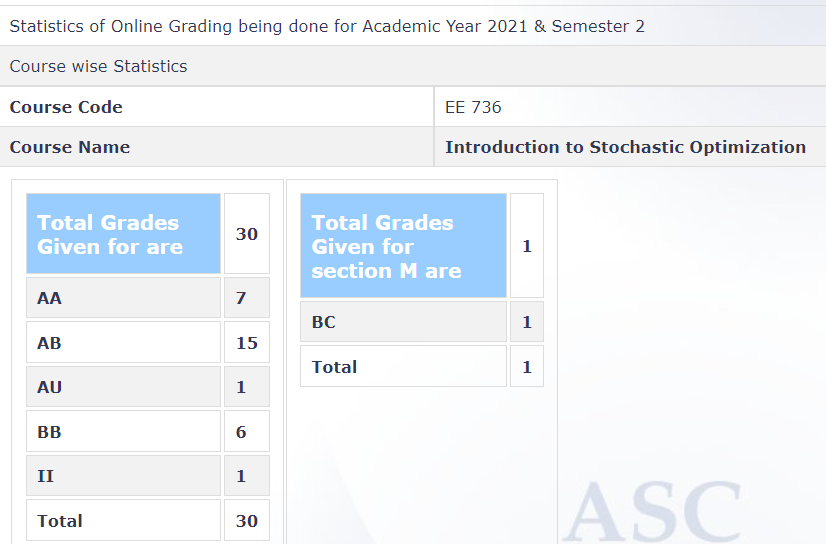 Statistics of Online Grading being done for Academic Year 2021 & Semester 2
Course wise Statistics
Course Code EE 736
Course Name Introduction to Stochastic Optimization
Total Grades
Given for are 30
AA 7
AB 15
AU 1
BB 6
II 1
Total 30
Total Grades
Given for
section M are 1
BC 1
Total 1
ASC